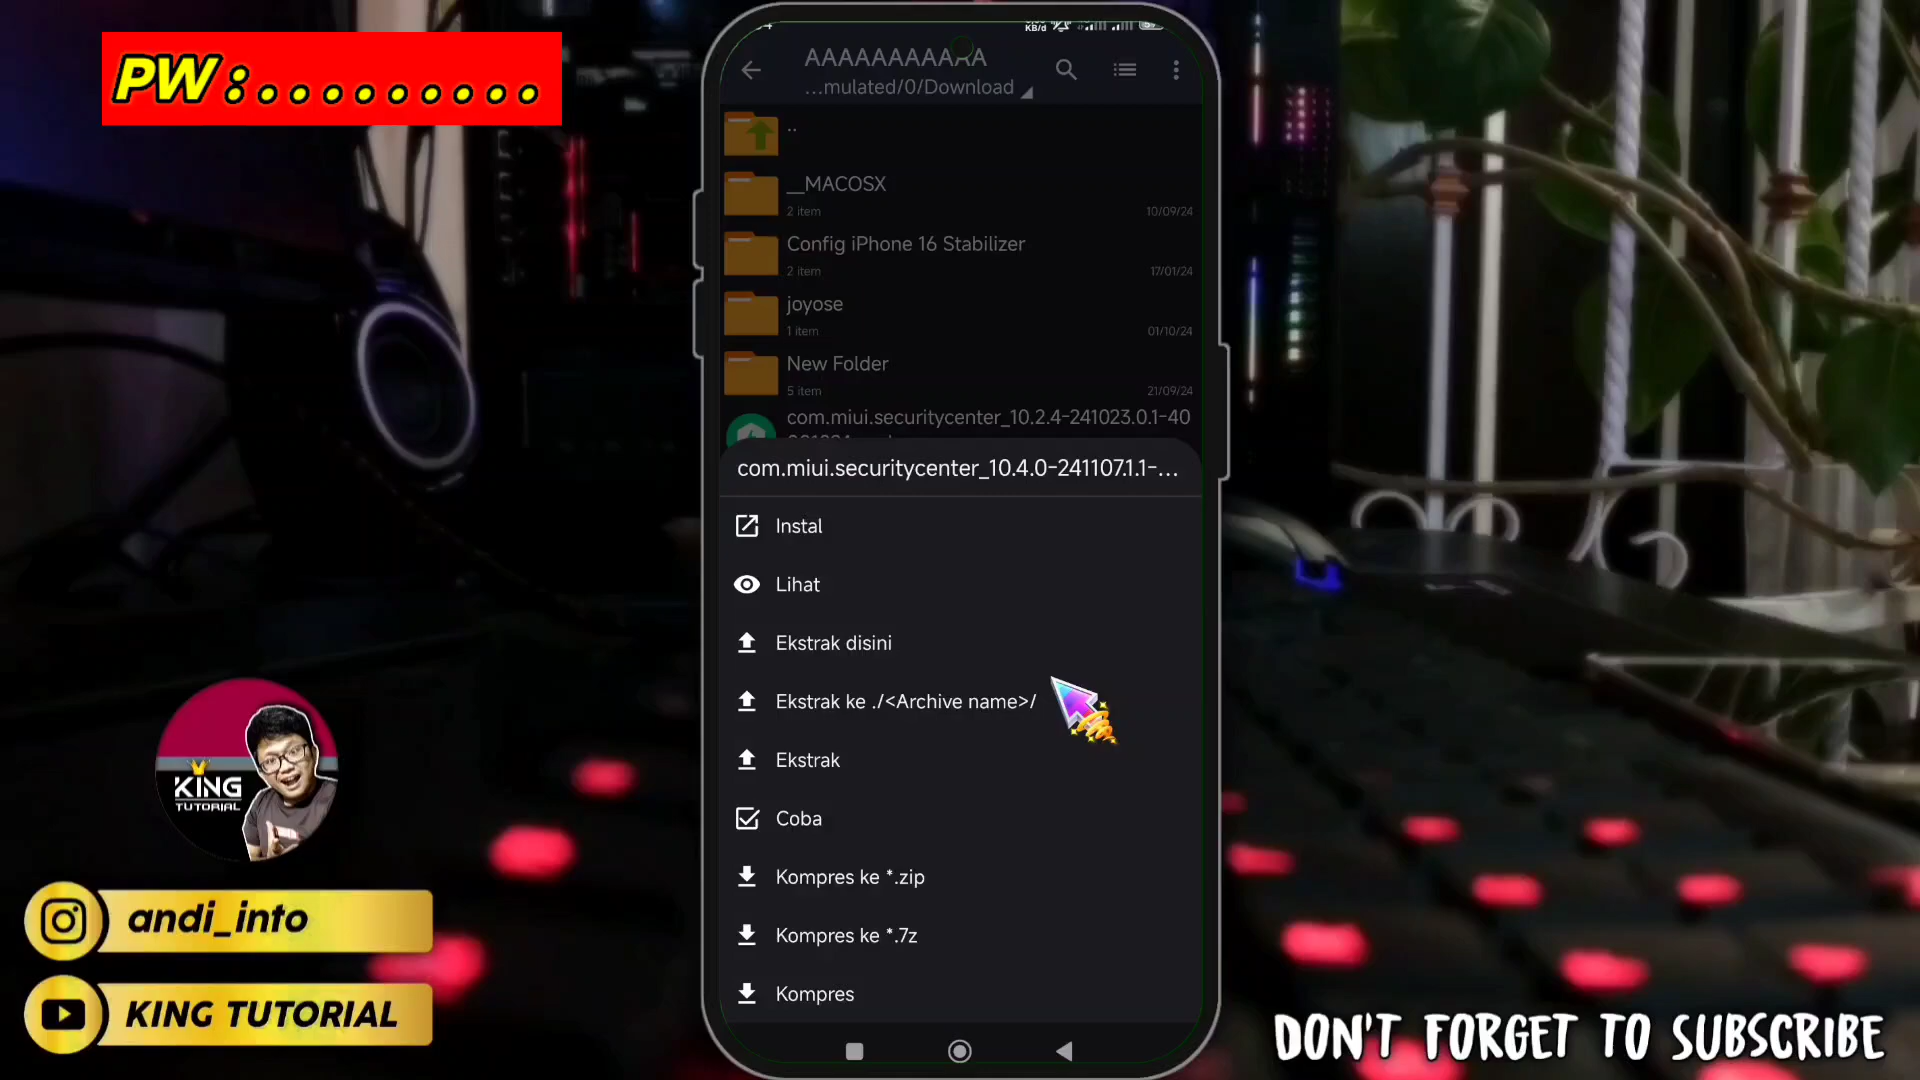 PW:.........
KB/d
AAAAAAAAAAA
...mulated/0/Download
..
__MACOSX
2 item
10/09/24
Config iPhone 16 Stabilizer
2 item
17/01/24
joyose
1 item
01/10/24
New Folder
5 item
21/09/24
com.miui.securitycenter_10.2.4-241023.0.1-40
com.miui.securitycenter_10.4.0-241107.1.1-...
Instal
Lihat
Ekstrak disini
Ekstrak ke ./<Archive name>/
Ekstrak
Coba
Kompres ke *.zip
Kompres ke *.7z
Kompres
KING
TUTORIAL
andi_info
KING TUTORIAL
DON'T FORGET TO SUBSCRIBE